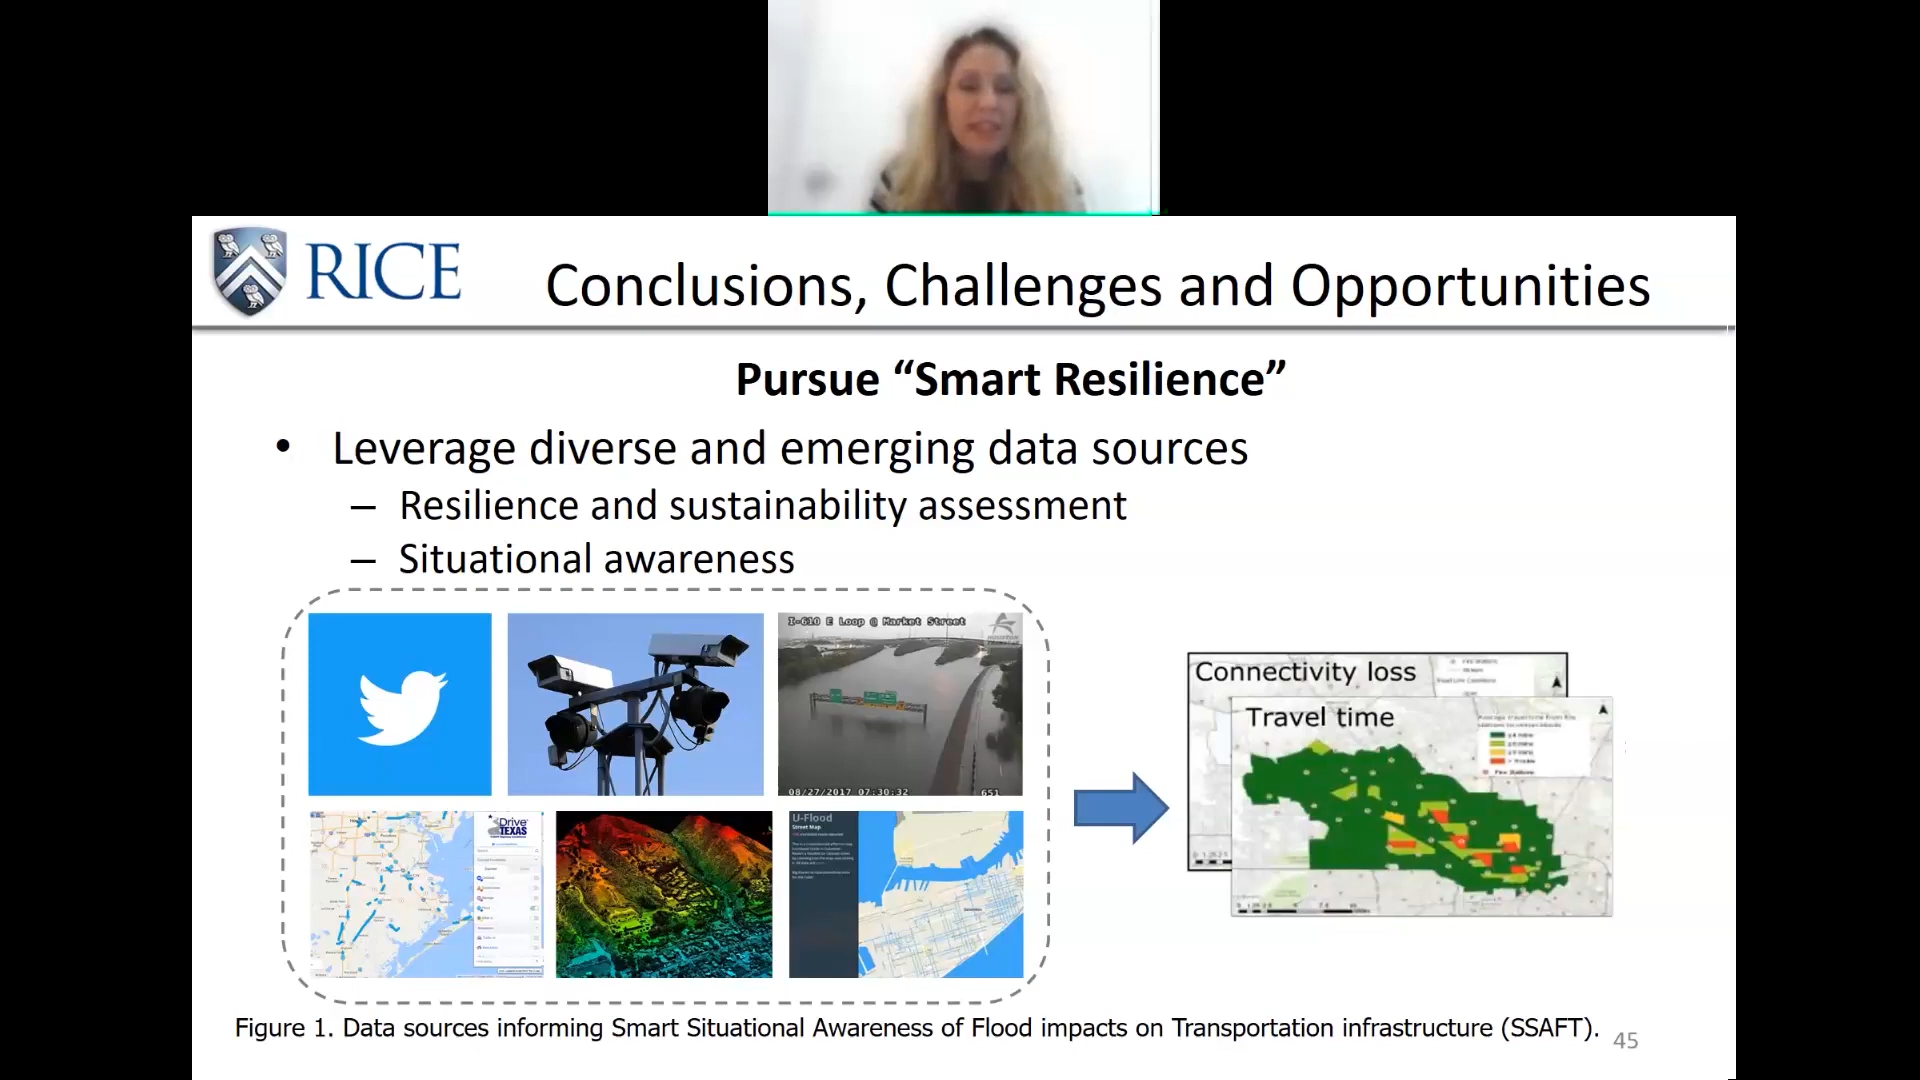 RICE
Conclusions, Challenges and Opportunities
Pursue “Smart Resilience”
• Leverage diverse and emerging data sources
– Resilience and sustainability assessment
– Situational awareness
I-610 E Loop @ Market Street
08/27/2017 07:30:32
651
Drive
TEXAS
U-Flood
Street Map
Connectivity loss
Travel time
Figure 1. Data sources informing Smart Situational Awareness of Flood impacts on Transportation infrastructure (SSAFT).
45